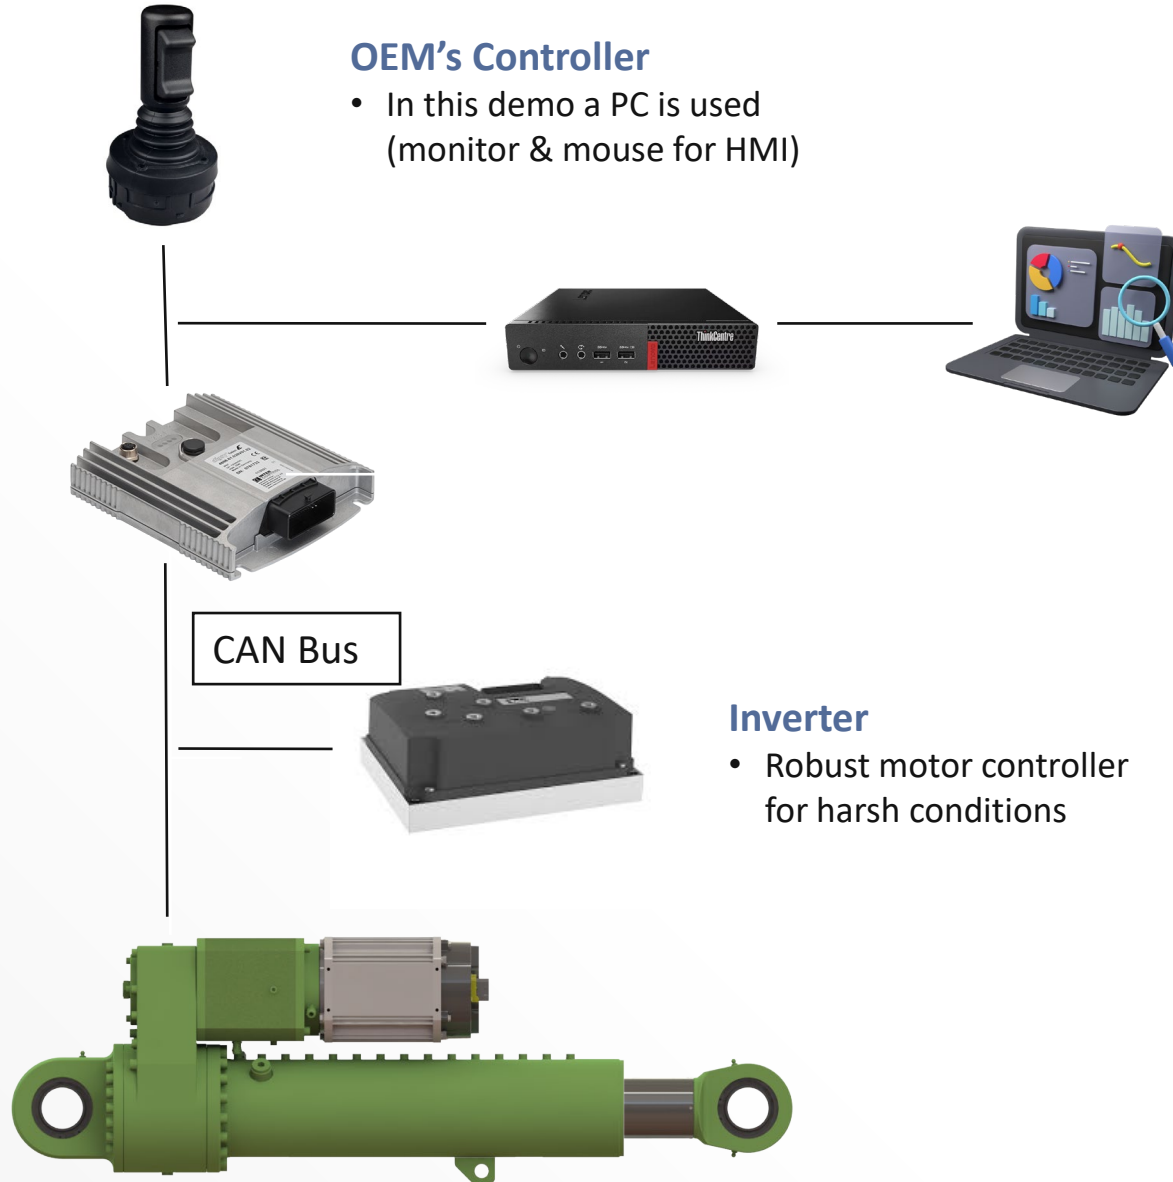 OEM’s Controller
• In this demo a PC is used
(monitor & mouse for HMI)
ThinkCentre
CAN Bus
Inverter
• Robust motor controller
for harsh conditions